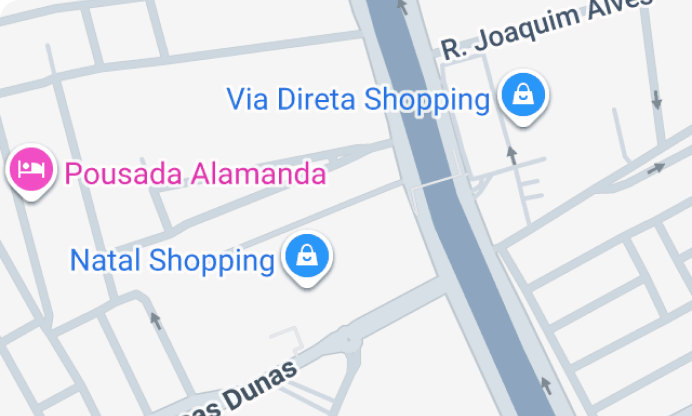 R. Joaquim Alves
Via Direta Shopping
Pousada Alamanda
Natal Shopping
Dunas